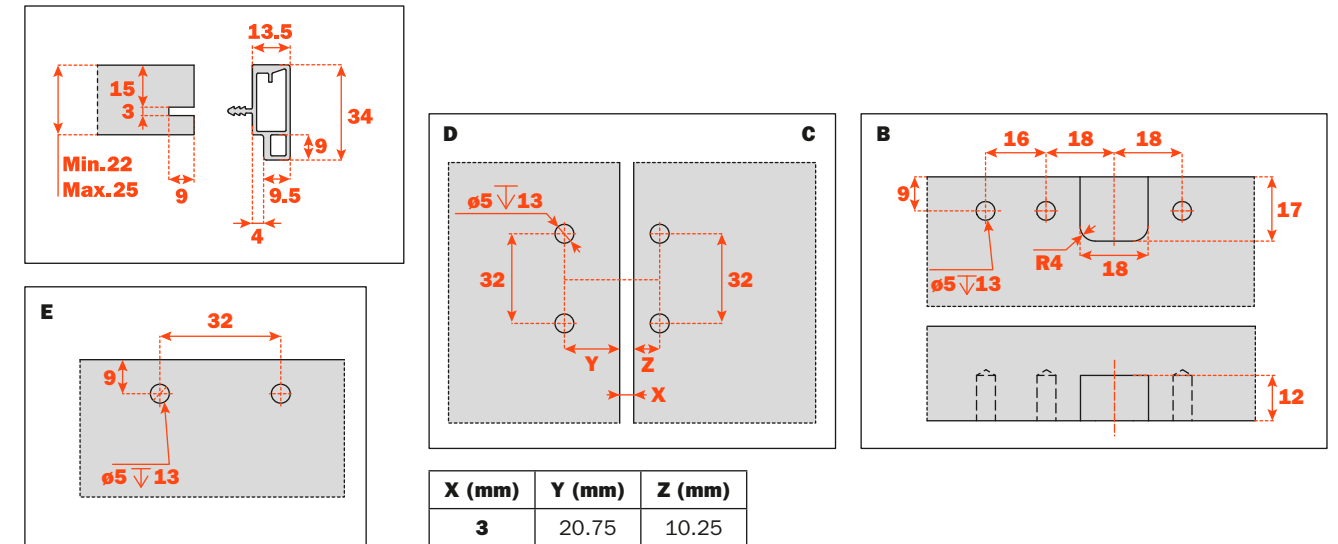 13.5
15
3
34
9
Min.22
Max.25
9
9.5
4
E
32
9
ø5 13
D
C
ø5 13
32
32
Y
Z
X
X (mm) Y (mm) Z (mm)
3 20.75 10.25
B
16 18 18
9
17
R4
18
ø5 13
12